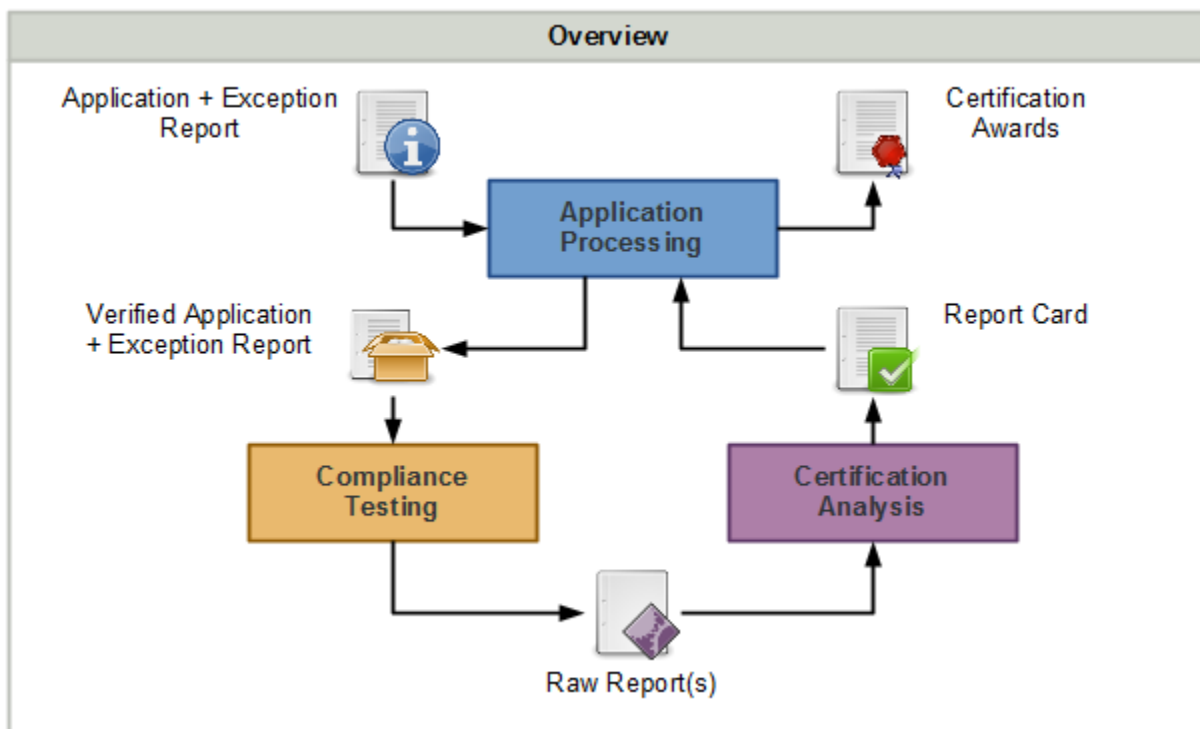 Overview
Application + Exception
Report
Certification
Awards
Application
Processing
Verified Application
+ Exception Report
Report Card
Compliance
Testing
Certification
Analysis
Raw Report(s)